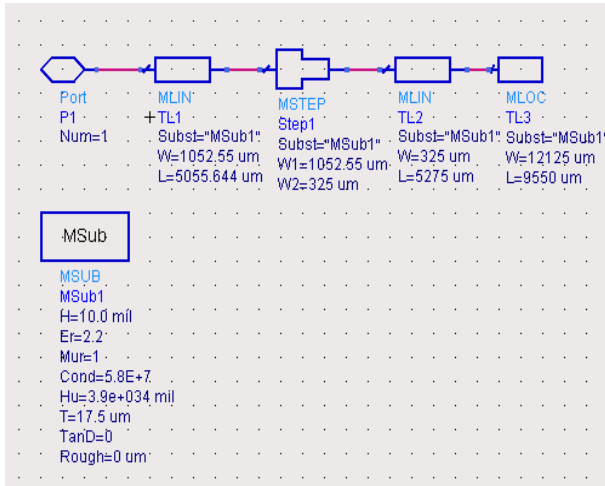 Port
P1
Num=1
MLIN
TL1
Subst="MSub1"
W=1052.55 um
L=5055.644 um
MSTEP
Step1
Subst="MSub1"
W1=1052.55 um
W2=325 um
MLIN
TL2
Subst="MSub1"
W=325 um
L=5275 um
MLOC
TL3
Subst="MSub1"
W=12125 um
L=9550 um
MSub
MSUB
MSub1
H=10.0 mil
Er=2.2
Mur=1
Cond=5.8E+7
Hu=3.9e+034 mil
T=17.5 um
TanD=0
Rough=0 um